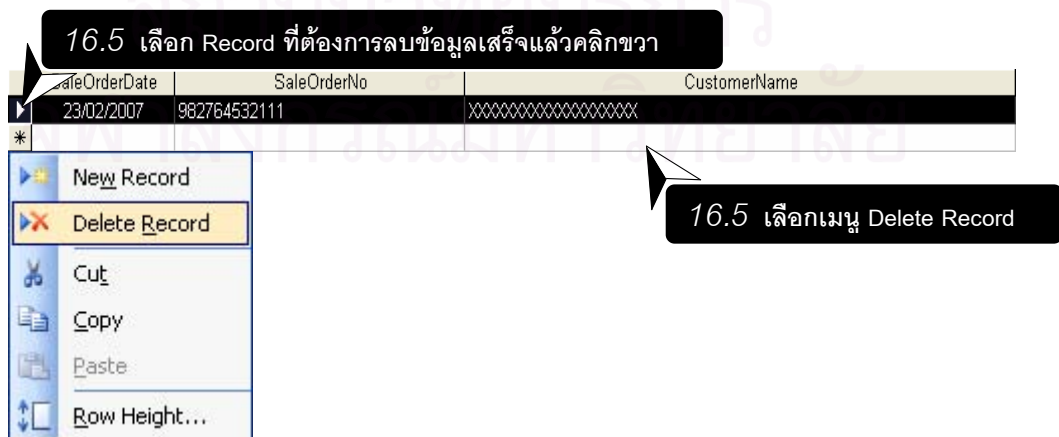 16.5 เลือก Record ที่ต้องการลบข้อมูลเสร็จแล้วคลิกขวา
SaleOrderDate SaleOrderNo CustomerName
23/02/2007 982764532111 XXXXXXXXXXXXXXXXXX
*
New Record
Delete Record
16.5 เลือกเมนู Delete Record
Cut
Copy
Paste
Row Height...